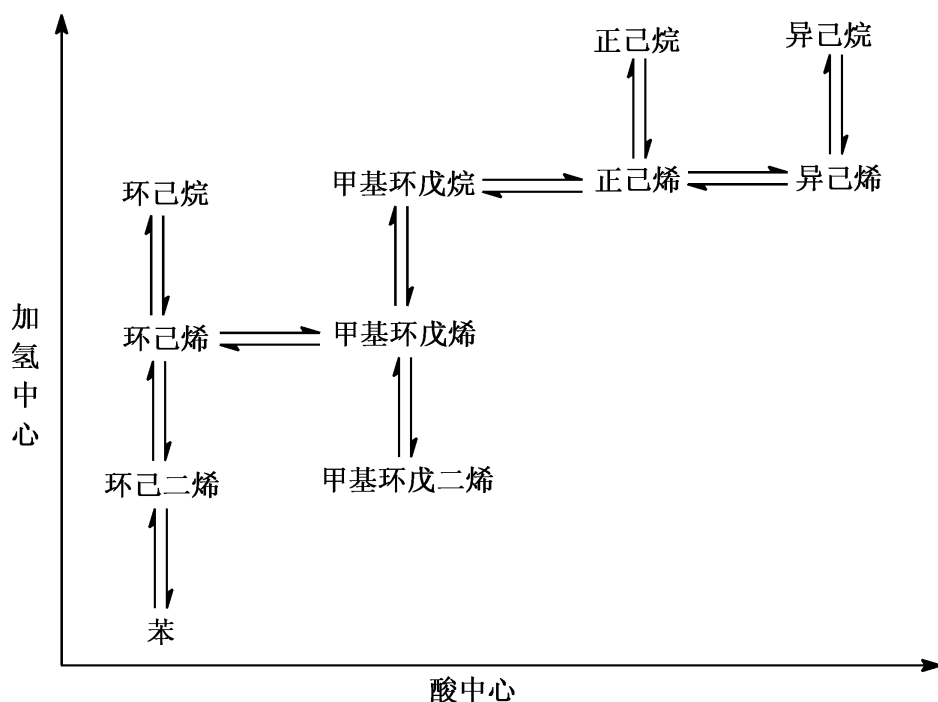 正己烷
异己烷
环己烷
甲基环戊烷
正己烯
异己烯
加氢中心
环己烯
甲基环戊烯
环己二烯
甲基环戊二烯
苯
酸中心